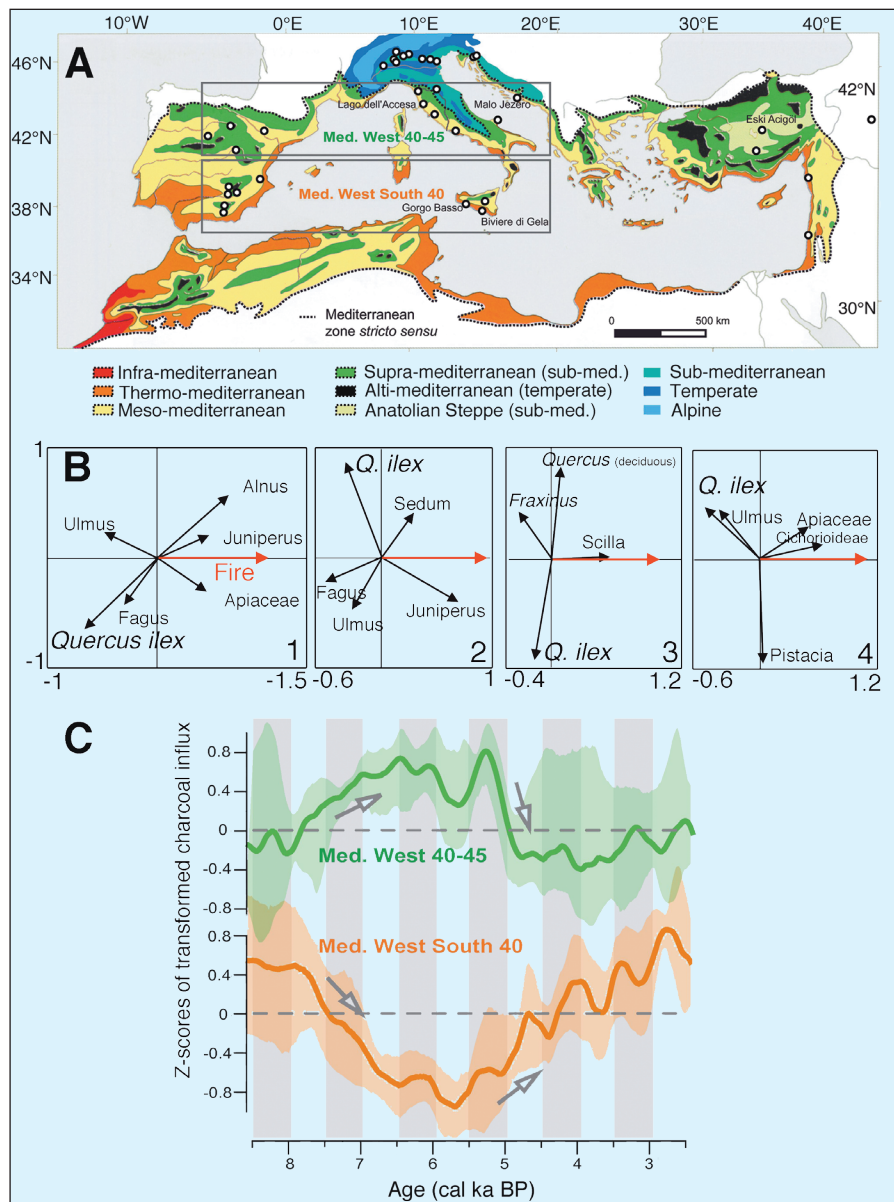 10°W 0°E 10°E 20°E 30°E 40°E
46°N
42°N
38°N
34°N
42°N
30°N
A
Lago dell'Accesa
Malo Jezero
Eski Acigöl
Med. West 40-45
Med. West South 40
Gorgo Basso
Biviere di Gela
Mediterranean
zone stricto sensu
0 500 km
Infra-mediterranean
Thermo-mediterranean
Meso-mediterranean
Supra-mediterranean (sub-med.)
Alti-mediterranean (temperate)
Anatolian Steppe (sub-med.)
Sub-mediterranean
Temperate
Alpine
B
1
-1
Alnus
Ulmus
Juniperus
Fire
Apiaceae
Fagus
Quercus ilex
1
-1 -1.5
Q. ilex
Sedum
Fagus
Ulmus
Juniperus
2
-0.6 1
Quercus (deciduous)
Fraxinus
Scilla
Q. ilex
3
-0.4 1.2
Q. ilex
Ulmus
Apiaceae
Cichorioideae
Pistacia
4
-0.6 1.2
C
Z-scores of transformed charcoal influx
0.8
0.4
0
-0.4
-0.8
Med. West 40-45
0.8
0.4
0
-0.4
-0.8
Med. West South 40
8 7 6 5 4 3
Age (cal ka BP)